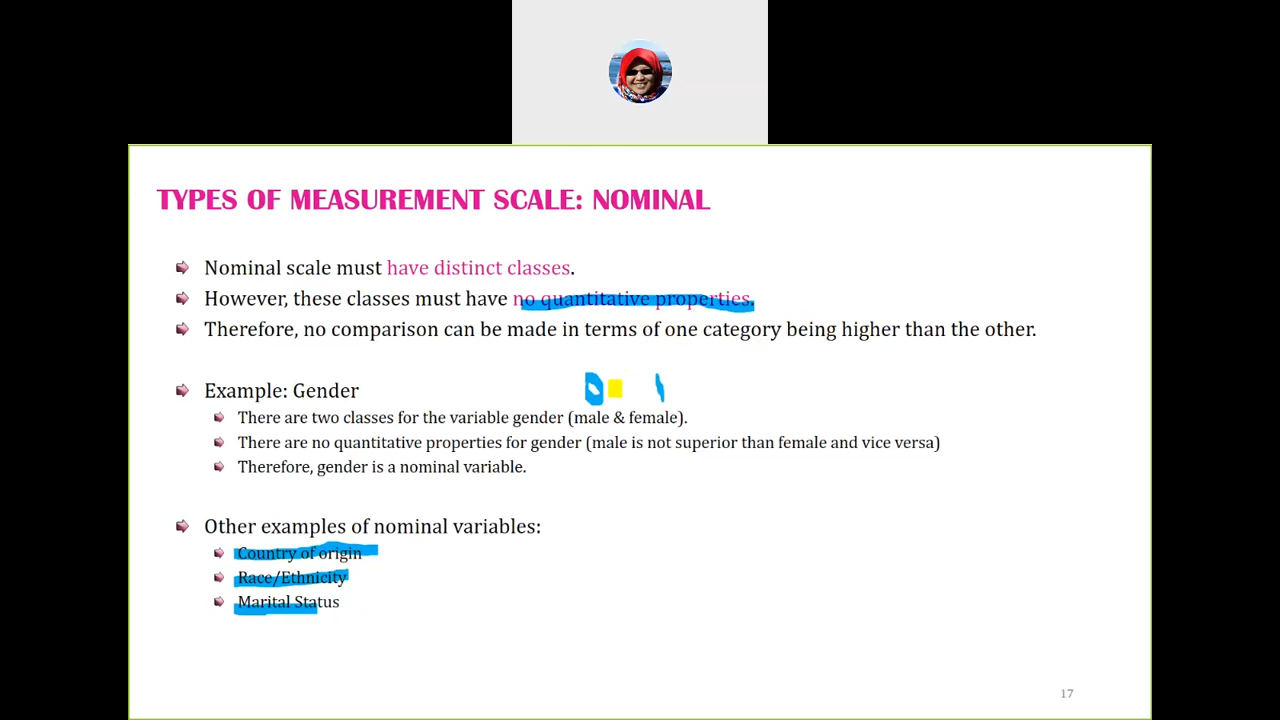 TYPES OF MEASUREMENT SCALE: NOMINAL
Nominal scale must have distinct classes.
However, these classes must have no quantitative properties.
Therefore, no comparison can be made in terms of one category being higher than the other.
Example: Gender
There are two classes for the variable gender (male & female).
There are no quantitative properties for gender (male is not superior than female and vice versa)
Therefore, gender is a nominal variable.
Other examples of nominal variables:
Country of origin
Race/Ethnicity
Marital Status
17